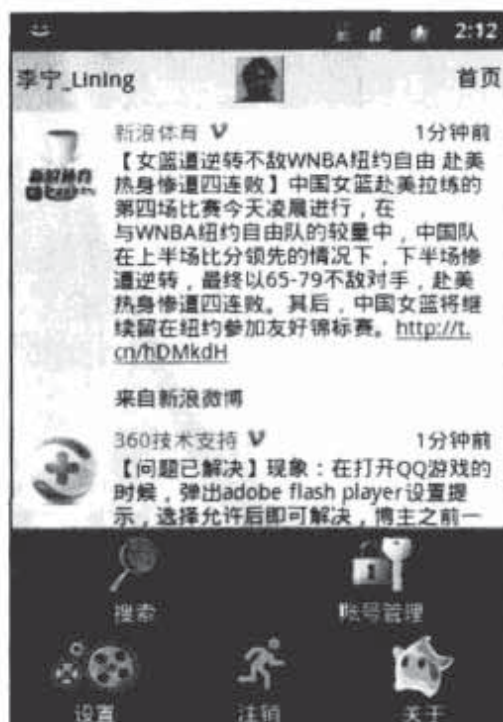 2:12
李宁_Lining
首页
新浪体育 V
1分钟前
【女篮遭逆转不敌WNBA纽约自由 赴美
热身惨遭四连败】中国女篮赴美拉练的
第四场比赛今天凌晨进行，在
与WNBA纽约自由队的较量中，中国队
在上半场比分领先的情况下，下半场惨
遭逆转，最终以65-79不敌对手，赴美
热身惨遭四连败。其后，中国女篮将继
续留在纽约参加友好锦标赛。http://t.
cn/hDMkdH
来自新浪微博
360技术支持 V
1分钟前
【问题已解决】现象：在打开QQ游戏的
时候，弹出adobe flash player设置提
示，选择允许后即可解决，博主之前一
搜索
账号管理
设置
注销
关于